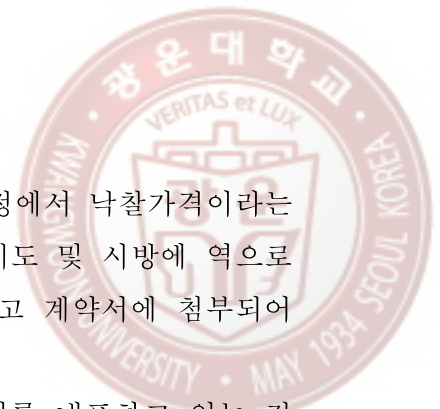 광운대학교
VERITAS et LUX
KWANGWOON UNIVERSITY • MAY 1934 SEOUL KOREA
정에서 낙찰가격이라는
도 및 시방에 역으로
고 계약서에 첨부되어